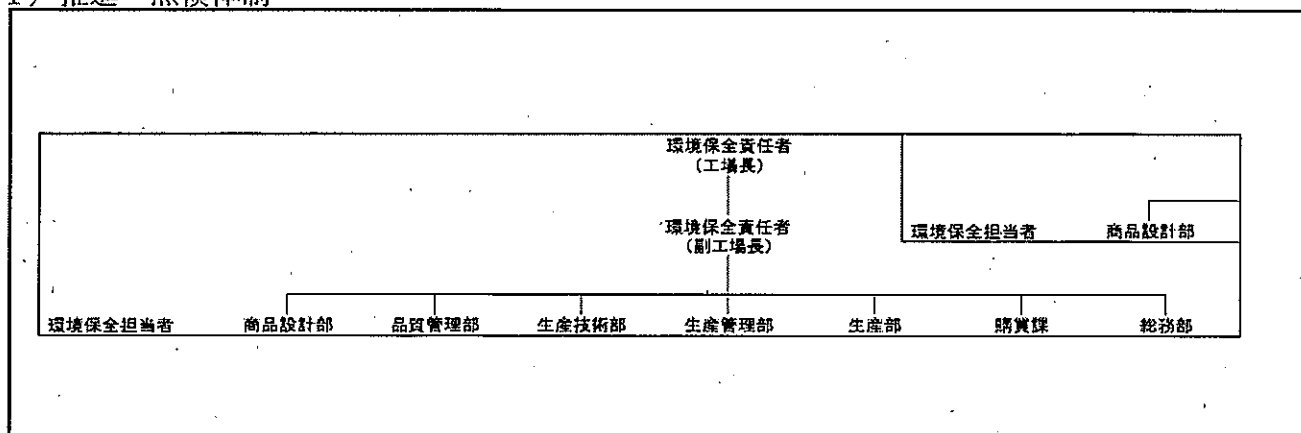 環境保全責任者
(工場長)
環境保全責任者
(副工場長)
環境保全担当者
商品設計部
環境保全担当者
商品設計部
品質管理部
生産技術部
生産管理部
生産部
購買課
総務部